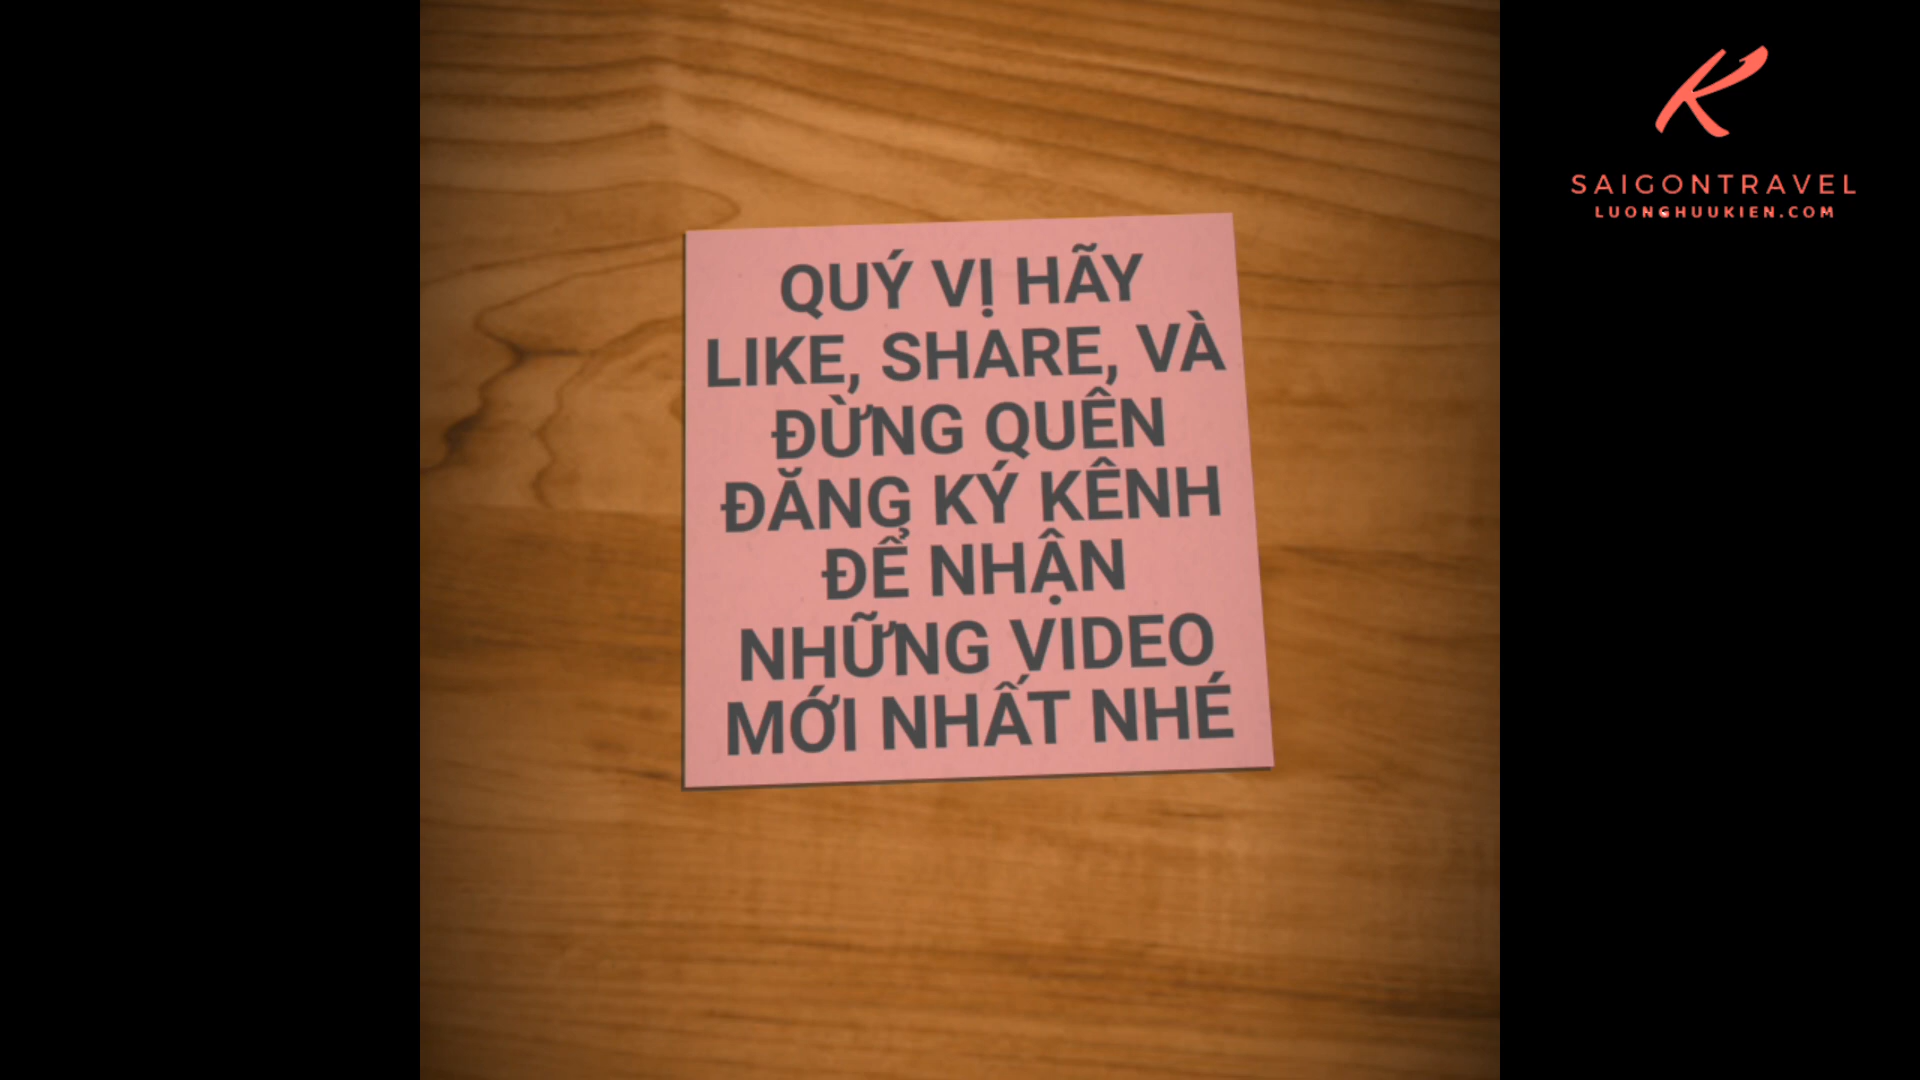 QUÝ VỊ HÃY
LIKE, SHARE, VÀ
ĐỪNG QUÊN
ĐĂNG KÝ KÊNH
ĐỂ NHẬN
NHỮNG VIDEO
MỚI NHẤT NHÉ
K
SAIGONTRAVEL
LUONGHUUKIEN.COM